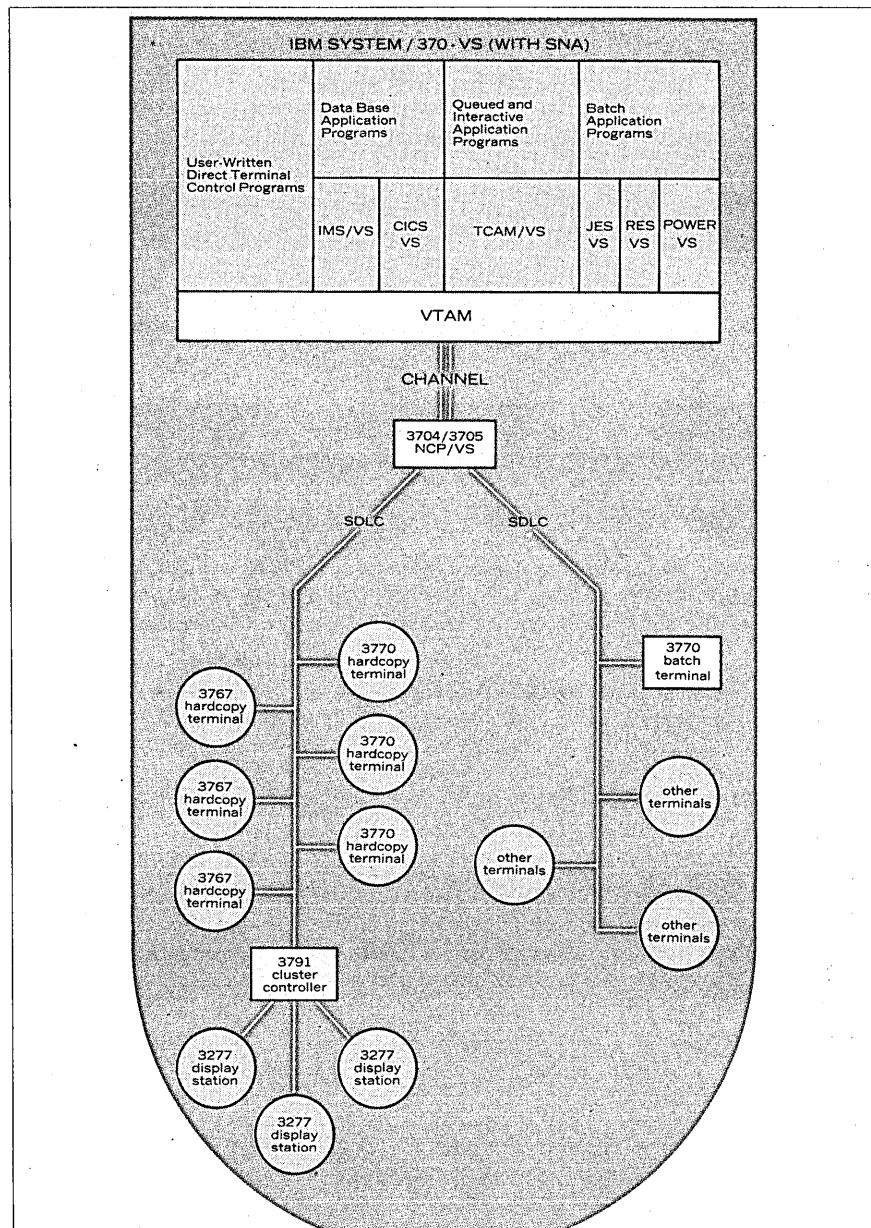 IBM SYSTEM / 370 - VS (WITH SNA)
User-Written
Direct Terminal
Control Programs
Data Base
Application
Programs
Queued and
Interactive
Application
Programs
Batch
Application
Programs
IMS/VS
CICS
VS
TCAM/VS
JES
VS
RES
VS
POWER
VS
VTAM
CHANNEL
3704/3705
NCP/VS
SDLC
SDLC
3770
hardcopy
terminal
3767
hardcopy
terminal
3770
hardcopy
terminal
3767
hardcopy
terminal
3770
hardcopy
terminal
3767
hardcopy
terminal
3791
cluster
controller
3277
display
station
3277
display
station
3277
display
station
3770
batch
terminal
other
terminals
other
terminals
other
terminals